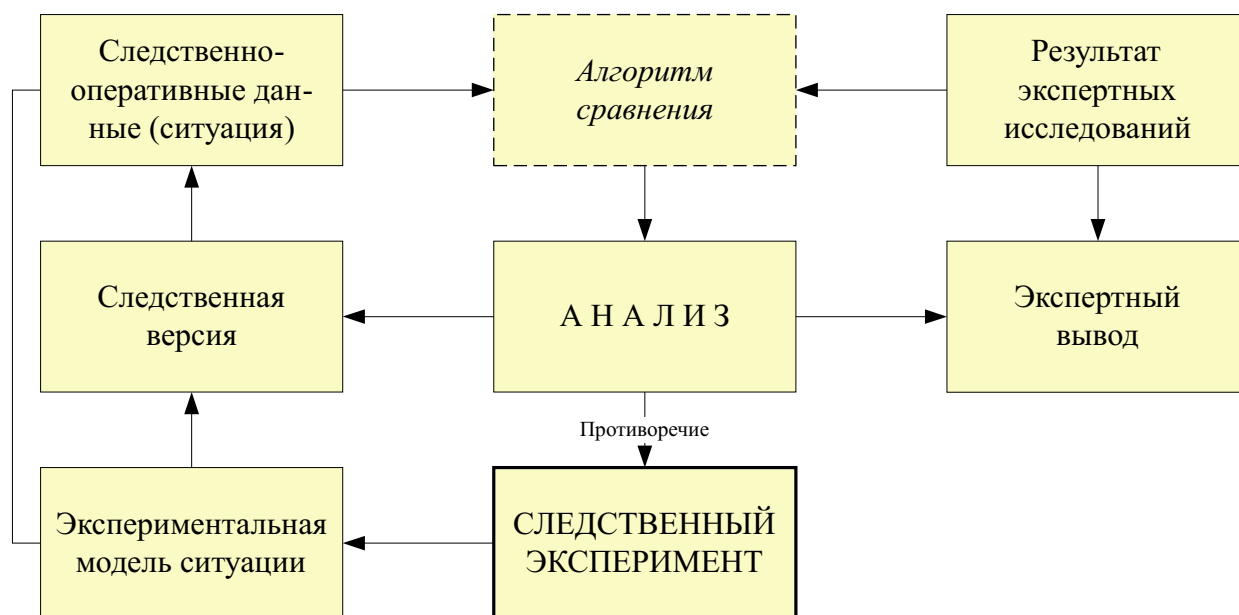 Следственно-
оперативные дан-
ные (ситуация)
Алгоритм
сравнения
Результат
экспертных
исследований
Следственная
версия
А Н А Л И З
Экспертный
вывод
Противоречие
Экспериментальная
модель ситуации
СЛЕДСТВЕННЫЙ
ЭКСПЕРИМЕНТ